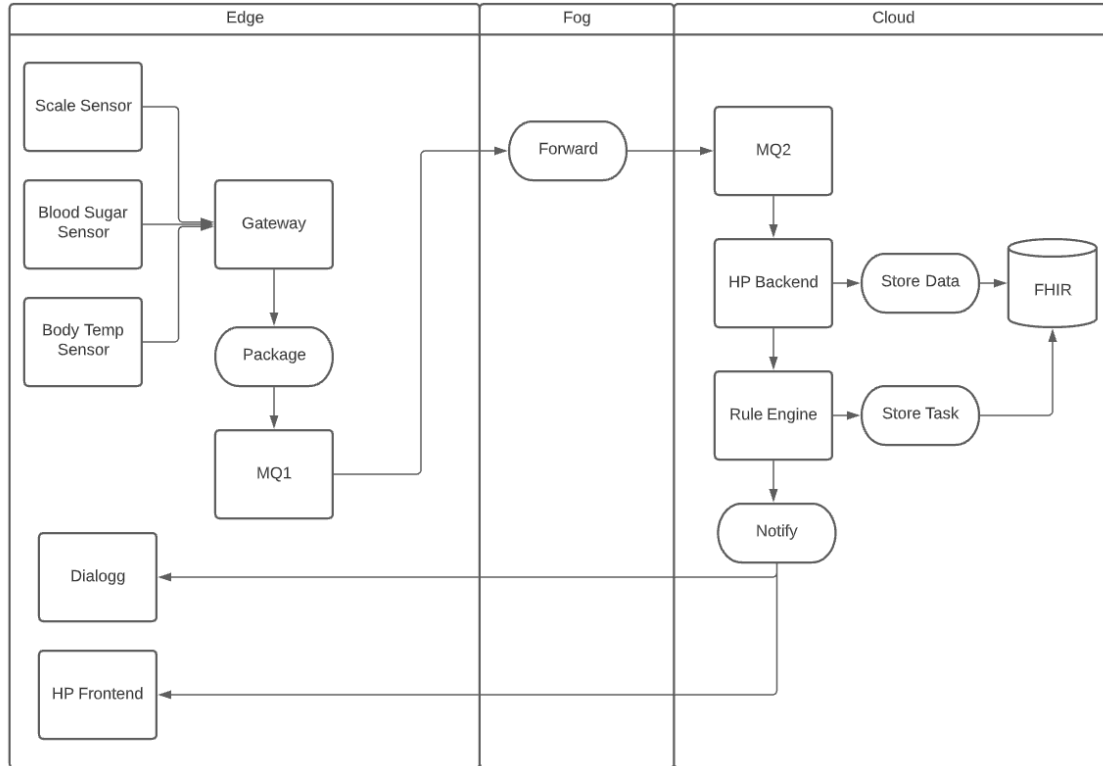 Edge
Fog
Cloud
Scale Sensor
Blood Sugar
Sensor
Body Temp
Sensor
Gateway
Package
MQ1
Dialogg
HP Frontend
Forward
MQ2
HP Backend
Store Data
FHIR
Rule Engine
Store Task
Notify